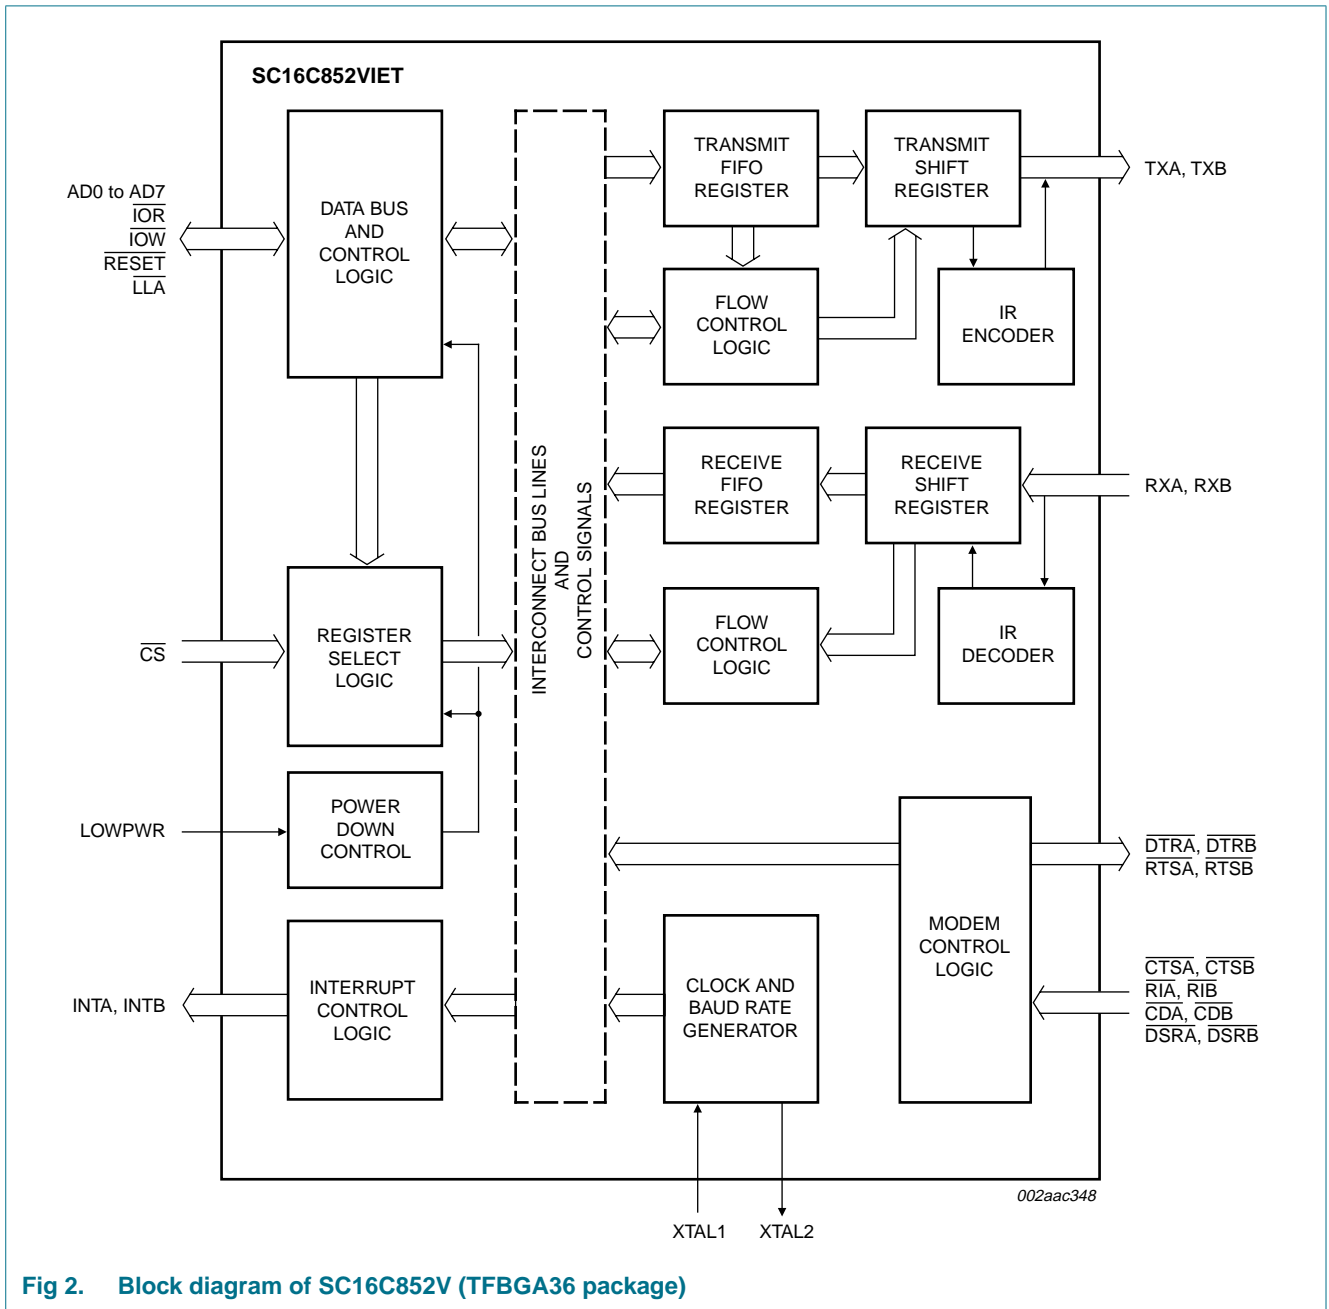 SC16C852VIET
AD0 to AD7
IOR
IOW
RESET
LLA
DATA BUS
AND
CONTROL
LOGIC
CS
REGISTER
SELECT
LOGIC
LOWPWR
POWER
DOWN
CONTROL
INTA, INTB
INTERRUPT
CONTROL
LOGIC
INTERCONNECT BUS LINES
AND
CONTROL SIGNALS
TRANSMIT
FIFO
REGISTER
TRANSMIT
SHIFT
REGISTER
TXA, TXB
FLOW
CONTROL
LOGIC
IR
ENCODER
RECEIVE
FIFO
REGISTER
RECEIVE
SHIFT
REGISTER
RXA, RXB
FLOW
CONTROL
LOGIC
IR
DECODER
MODEM
CONTROL
LOGIC
DTRA, DTRB
RTSA, RTSB
CTSA, CTSB
RIA, RIB
CDA, CDB
DSRA, DSRB
CLOCK AND
BAUD RATE
GENERATOR
XTAL1
XTAL2
002aac348
Fig 2. Block diagram of SC16C852V (TFBGA36 package)